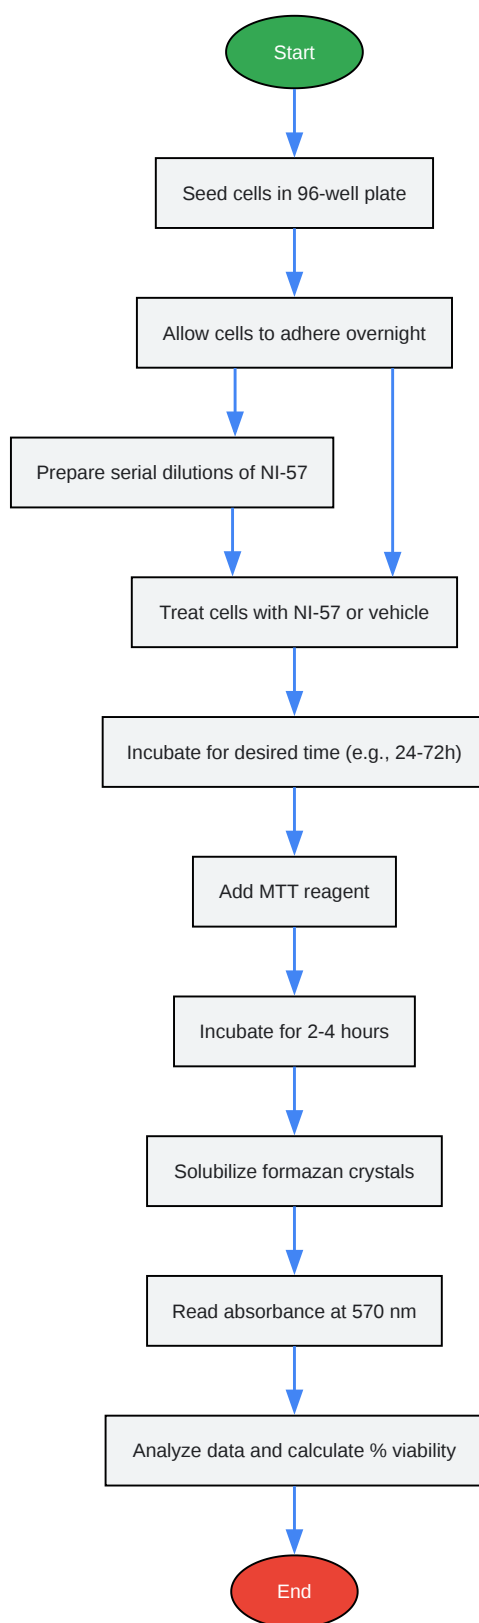 Start
Seed cells in 96-well plate
Allow cells to adhere overnight
Prepare serial dilutions of NI-57
Treat cells with NI-57 or vehicle
Incubate for desired time (e.g., 24-72h)
Add MTT reagent
Incubate for 2-4 hours
Solubilize formazan crystals
Read absorbance at 570 nm
Analyze data and calculate % viability
End